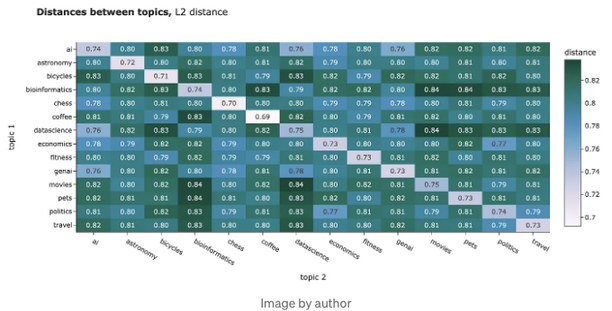 Distances between topics, L2 distance
topic 1
ai 0.74 0.80 0.83 0.80 0.78 0.81 0.76 0.78 0.80 0.76 0.82 0.82 0.81 0.82
astronomy 0.80 0.72 0.80 0.82 0.80 0.81 0.82 0.79 0.80 0.81 0.80 0.81 0.80 0.81
bicycles 0.83 0.80 0.71 0.82 0.81 0.79 0.83 0.82 0.79 0.82 0.82 0.81 0.82 0.80
bioinformatics 0.80 0.82 0.82 0.74 0.80 0.83 0.79 0.82 0.82 0.80 0.84 0.84 0.83 0.83
chess 0.78 0.80 0.81 0.80 0.70 0.80 0.80 0.79 0.79 0.78 0.80 0.81 0.79 0.80
coffee 0.81 0.81 0.79 0.83 0.80 0.69 0.83 0.80 0.79 0.81 0.82 0.80 0.81 0.80
datascience 0.76 0.82 0.83 0.79 0.80 0.82 0.75 0.80 0.81 0.78 0.84 0.83 0.83 0.83
economics 0.78 0.79 0.82 0.82 0.79 0.80 0.80 0.73 0.80 0.81 0.81 0.82 0.77 0.81
fitness 0.80 0.80 0.79 0.82 0.79 0.79 0.81 0.80 0.73 0.81 0.82 0.80 0.81 0.80
genai 0.76 0.81 0.82 0.80 0.78 0.81 0.78 0.81 0.81 0.73 0.81 0.82 0.81 0.82
movies 0.82 0.80 0.82 0.84 0.80 0.82 0.84 0.81 0.82 0.81 0.75 0.81 0.79 0.81
pets 0.82 0.81 0.81 0.84 0.81 0.80 0.83 0.82 0.80 0.82 0.81 0.73 0.81 0.81
politics 0.81 0.80 0.82 0.83 0.79 0.81 0.83 0.77 0.81 0.81 0.79 0.81 0.74 0.79
travel 0.82 0.81 0.80 0.83 0.80 0.80 0.83 0.81 0.80 0.82 0.81 0.81 0.79 0.73
ai astronomy bicycles bioinformatics chess coffee datascience economics fitness genai movies pets politics travel
topic 2
distance
0.82
0.8
0.78
0.76
0.74
0.72
0.7
Image by author